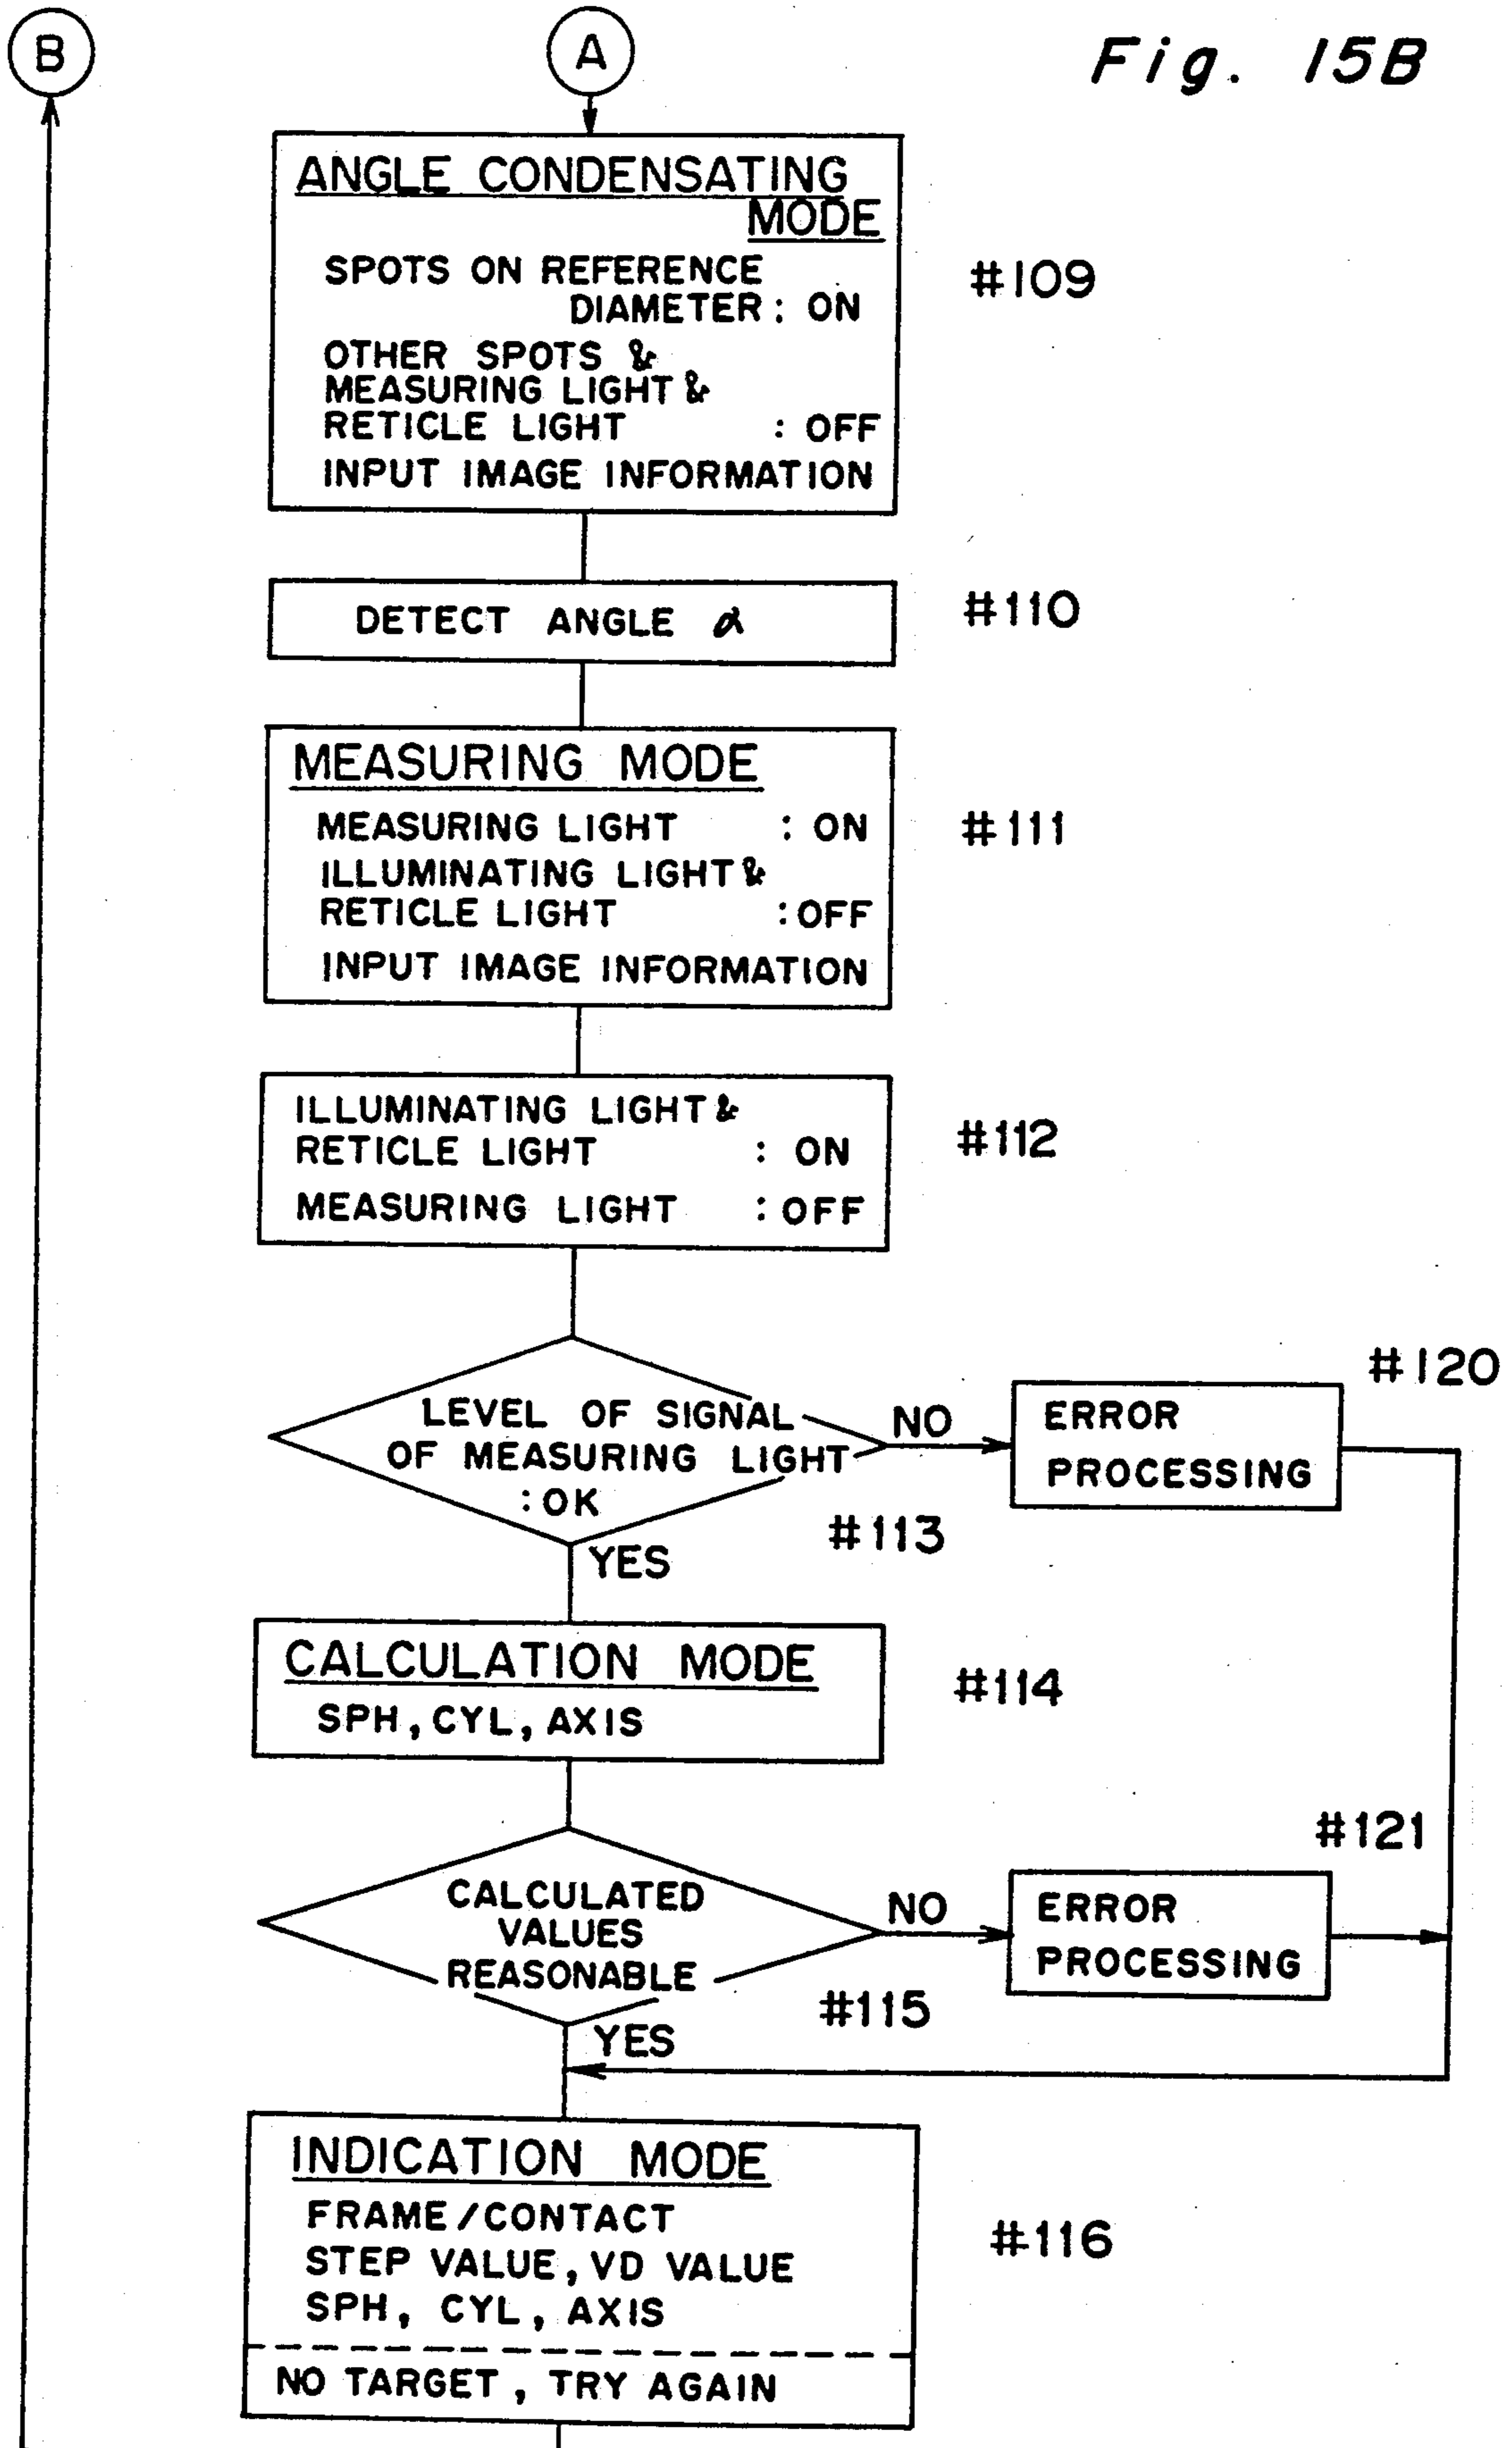 B
A
Fig. 15B
ANGLE CONDENSATING
MODE
SPOTS ON REFERENCE
DIAMETER : ON
OTHER SPOTS &
MEASURING LIGHT &
RETICLE LIGHT : OFF
INPUT IMAGE INFORMATION
#109
DETECT ANGLE α
#110
MEASURING MODE
MEASURING LIGHT : ON
ILLUMINATING LIGHT &
RETICLE LIGHT : OFF
INPUT IMAGE INFORMATION
#111
ILLUMINATING LIGHT &
RETICLE LIGHT : ON
MEASURING LIGHT : OFF
#112
LEVEL OF SIGNAL
OF MEASURING LIGHT
: OK
#113
NO
ERROR
PROCESSING
#120
YES
CALCULATION MODE
SPH, CYL, AXIS
#114
CALCULATED
VALUES
REASONABLE
#115
NO
ERROR
PROCESSING
#121
YES
INDICATION MODE
FRAME/CONTACT
STEP VALUE, VD VALUE
SPH, CYL, AXIS
NO TARGET, TRY AGAIN
#116